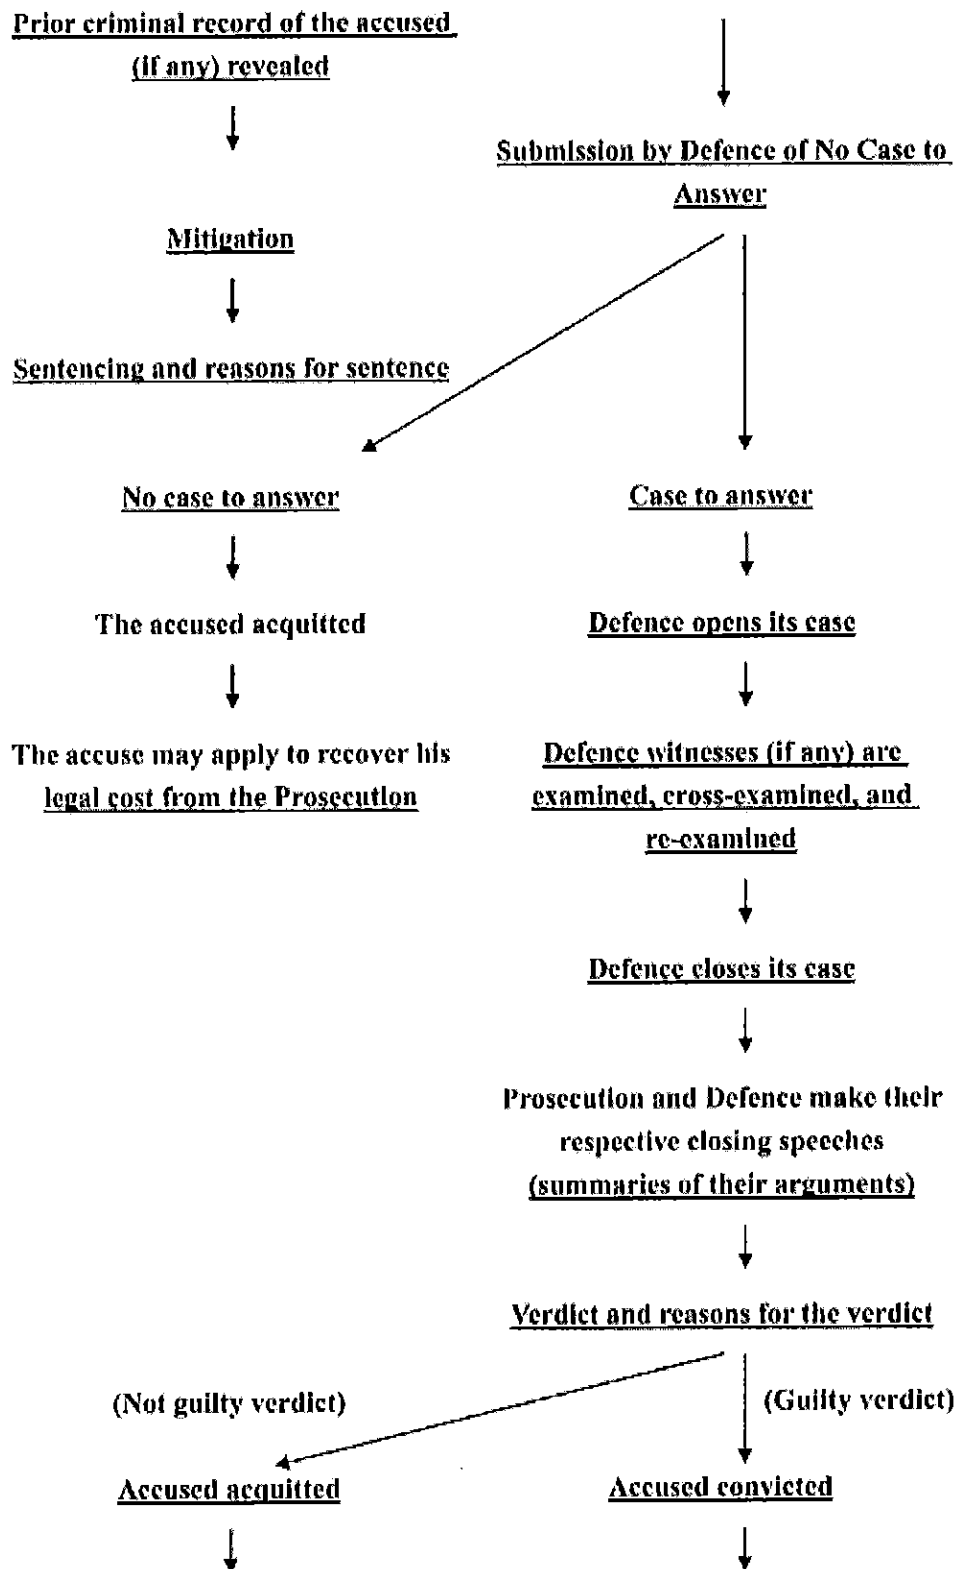 Prior criminal record of the accused
(if any) revealed
Mitigation
Sentencing and reasons for sentence
Submission by Defence of No Case to
Answer
No case to answer
The accused acquitted
The accuse may apply to recover his
legal cost from the Prosecution
Case to answer
Defence opens its case
Defence witnesses (if any) are
examined, cross-examined, and
re-examined
Defence closes its case
Prosecution and Defence make their
respective closing speeches
(summaries of their arguments)
Verdict and reasons for the verdict
(Not guilty verdict)
(Guilty verdict)
Accused acquitted
Accused convicted